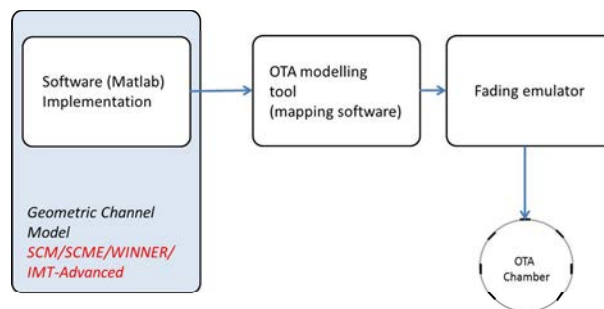 Software (Matlab)
Implementation
OTA modelling
tool
(mapping software)
Fading emulator
Geometric Channel
Model
SCM/SCME/WINNER/
IMT-Advanced
OTA
Chamber